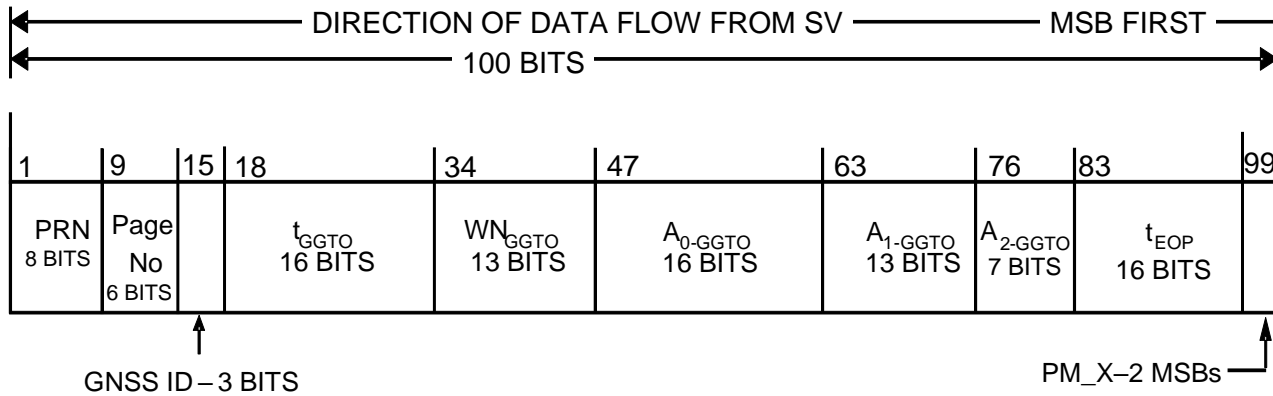 DIRECTION OF DATA FLOW FROM SV MSB FIRST
100 BITS
1 9 15 18 34 47 63 76 83 99
PRN
8 BITS
Page
No
6 BITS
tGGTO
16 BITS
WNGGTO
13 BITS
A0-GGTO
16 BITS
A1-GGTO
13 BITS
A2-GGTO
7 BITS
tEOP
16 BITS
GNSS ID – 3 BITS
PM_X–2 MSBs